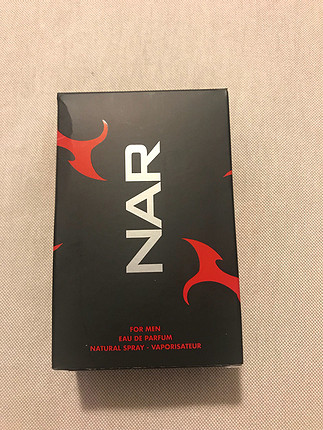 NAR
FOR MEN
EAU DE PARFUM
NATURAL SPRAY - VAPORISATEUR